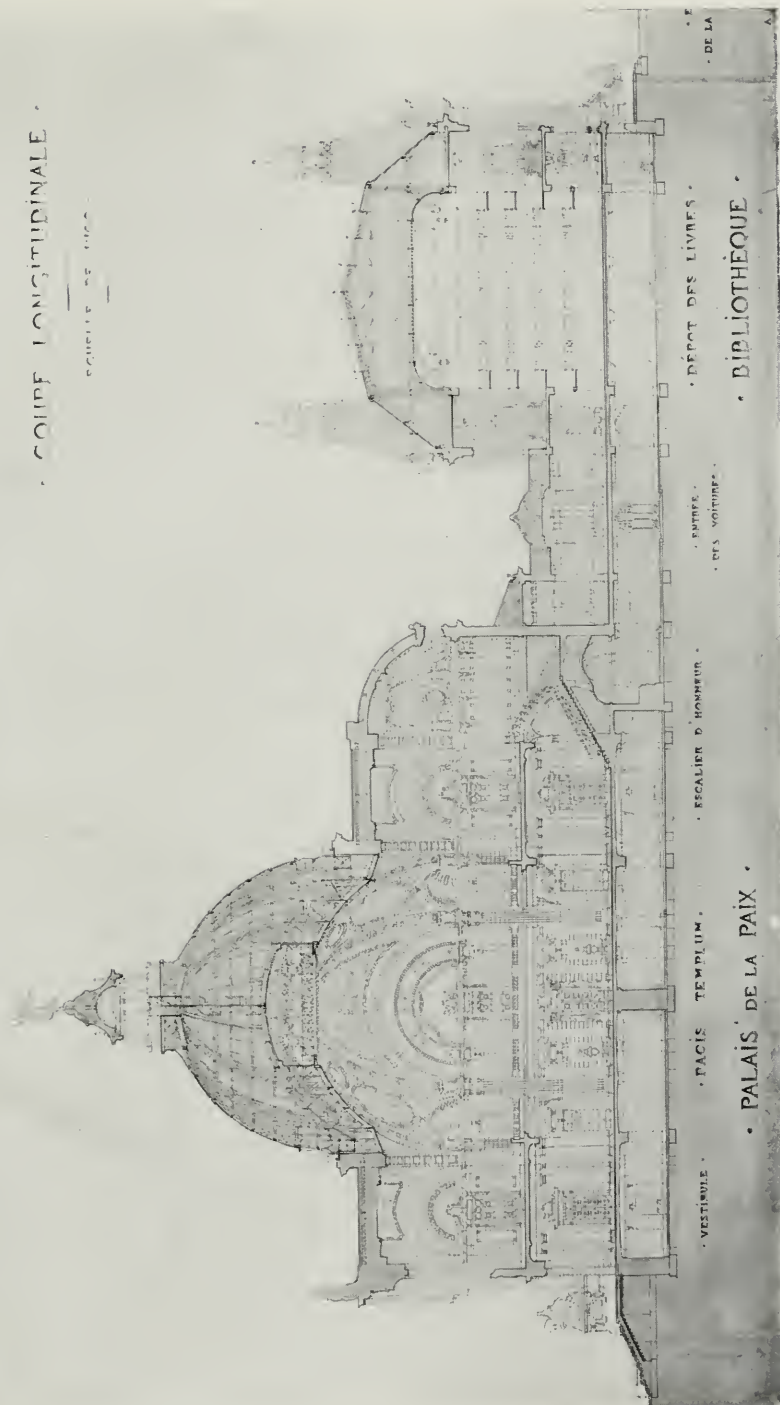 · COUPE LONGITUDINALE ·
· VESTIBULE ·
· PACIS TEMPLUM ·
· ESCALIER D'HONNEUR ·
· ENTRÉE ·
· DES VOITURES ·
· DÉPOT DES LIVRES ·
· DE LA
· PALAIS DE LA PAIX ·
· BIBLIOTHÈQUE ·